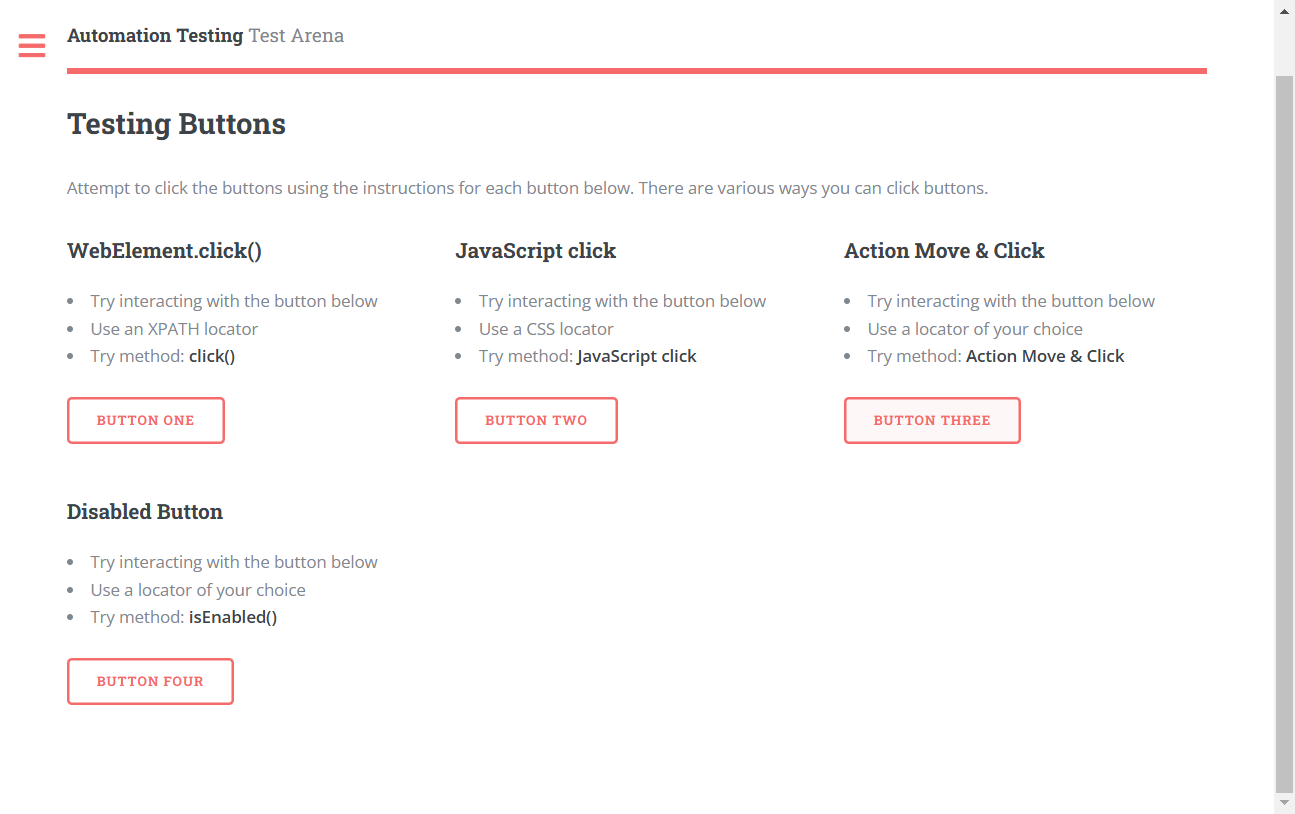 Automation Testing Test Arena
Testing Buttons
Attempt to click the buttons using the instructions for each button below. There are various ways you can click buttons.
WebElement.click()
Try interacting with the button below
Use an XPATH locator
Try method: click()
BUTTON ONE
JavaScript click
Try interacting with the button below
Use a CSS locator
Try method: JavaScript click
BUTTON TWO
Action Move & Click
Try interacting with the button below
Use a locator of your choice
Try method: Action Move & Click
BUTTON THREE
Disabled Button
Try interacting with the button below
Use a locator of your choice
Try method: isEnabled()
BUTTON FOUR